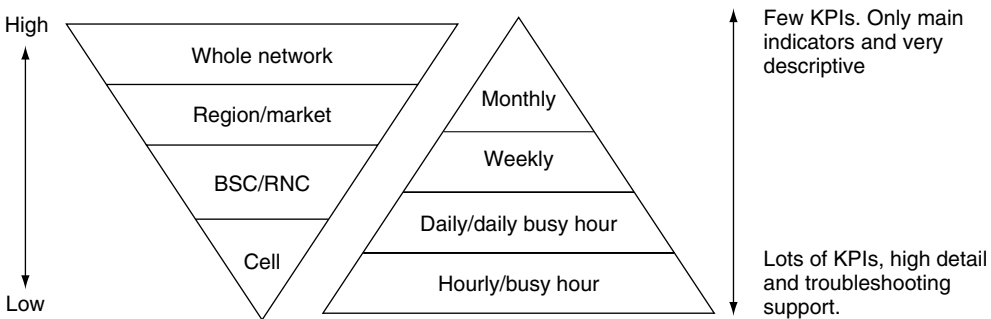 High
Whole network
Region/market
BSC/RNC
Cell
Low
Monthly
Weekly
Daily/daily busy hour
Hourly/busy hour
Few KPIs. Only main
indicators and very
descriptive
Lots of KPIs, high detail
and troubleshooting
support.